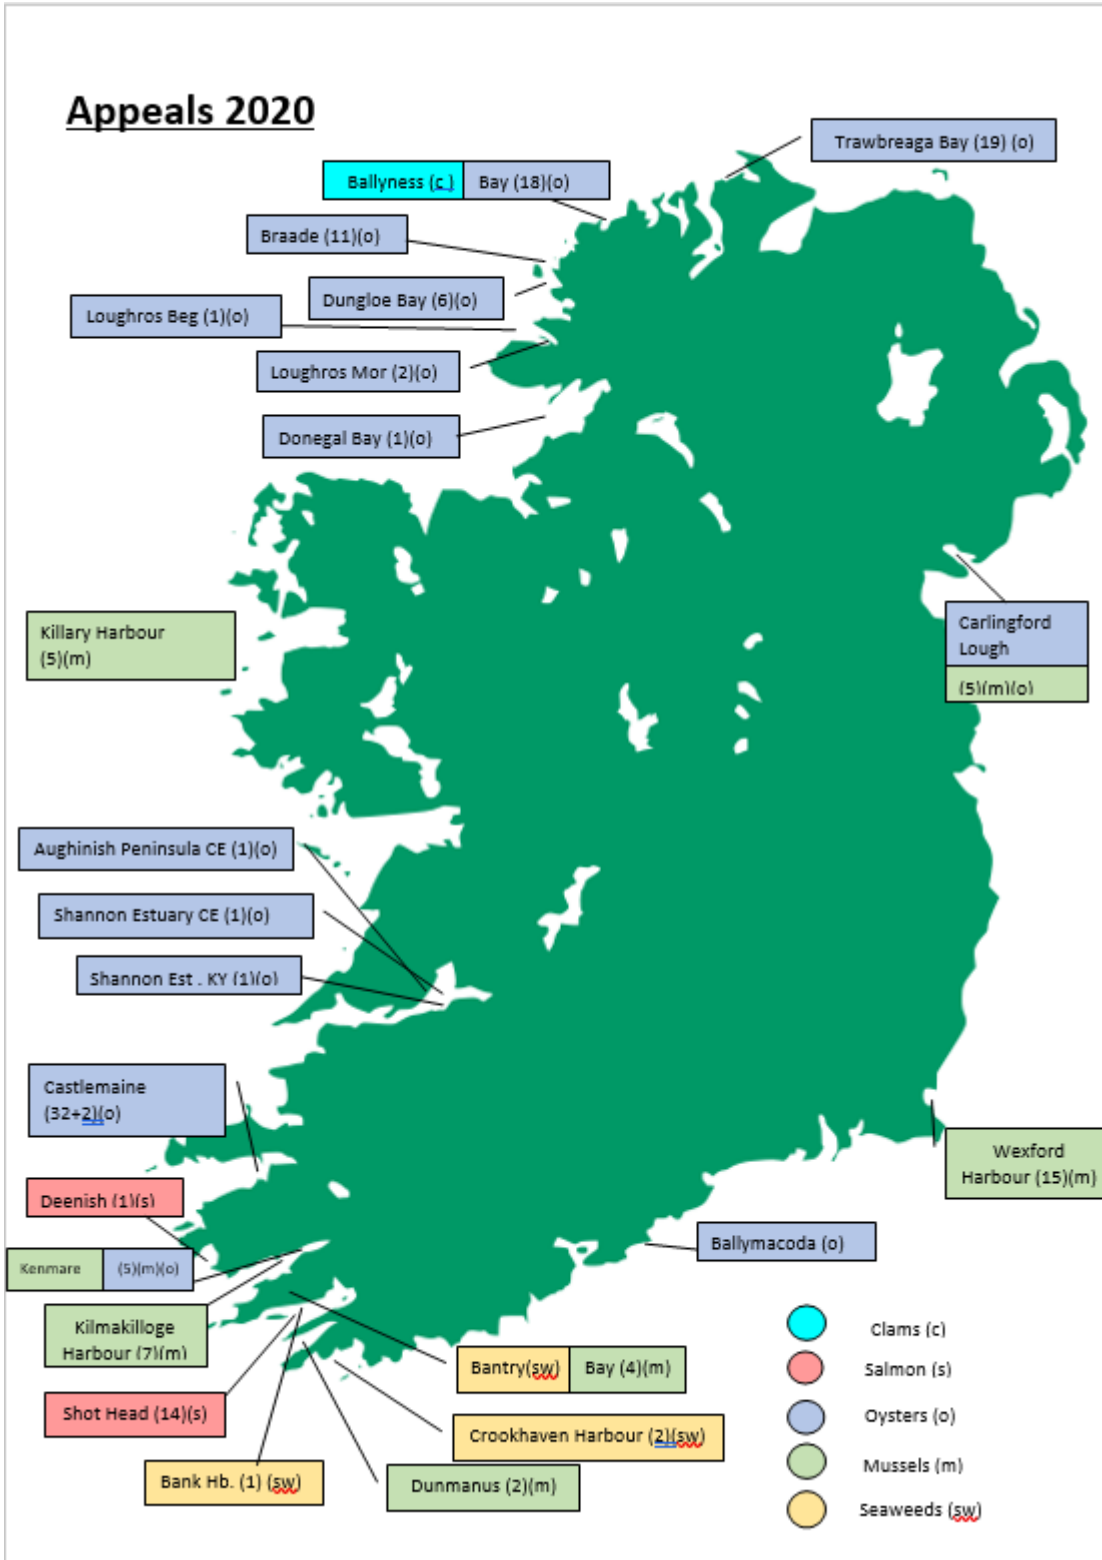 Appeals 2020
Trawbreaga Bay (19) (o)
Ballyness (c ) Bay (18)(o)
Braade (11)(o)
Dungloe Bay (6)(o)
Loughros Beg (1)(o)
Loughros Mor (2)(o)
Donegal Bay (1)(o)
Killary Harbour
(5)(m)
Carlingford
Lough
(5)(m)(o)
Aughinish Peninsula CE (1)(o)
Shannon Estuary CE (1)(o)
Shannon Est . KY (1)(o)
Castlemaine
(32+2)(o)
Wexford
Harbour (15)(m)
Deenish (1)(s)
Ballymacoda (o)
Kenmare (5)(m)(o)
Kilmakilloge
Harbour (7)(m)
Bantry(sw) Bay (4)(m)
Shot Head (14)(s)
Crookhaven Harbour (2)(sw)
Bank Hb. (1) (sw)
Dunmanus (2)(m)
Clams (c)
Salmon (s)
Oysters (o)
Mussels (m)
Seaweeds (sw)